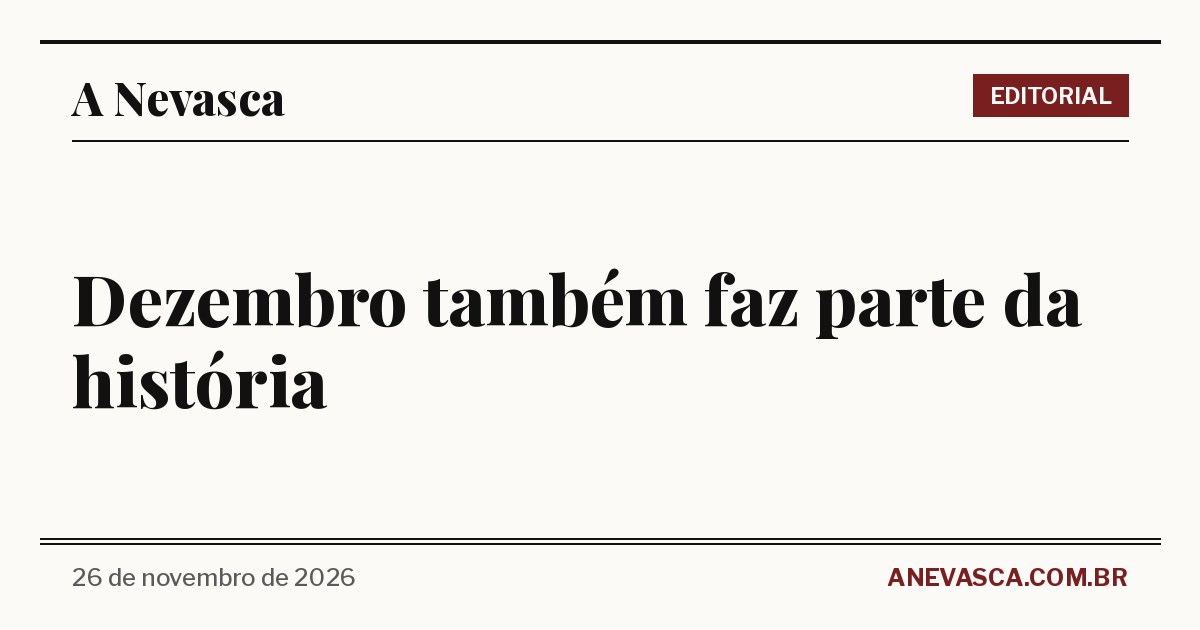 A Nevasca
EDITORIAL
Dezembro também faz parte da
história
26 de novembro de 2026
ANEVASCA.COM.BR